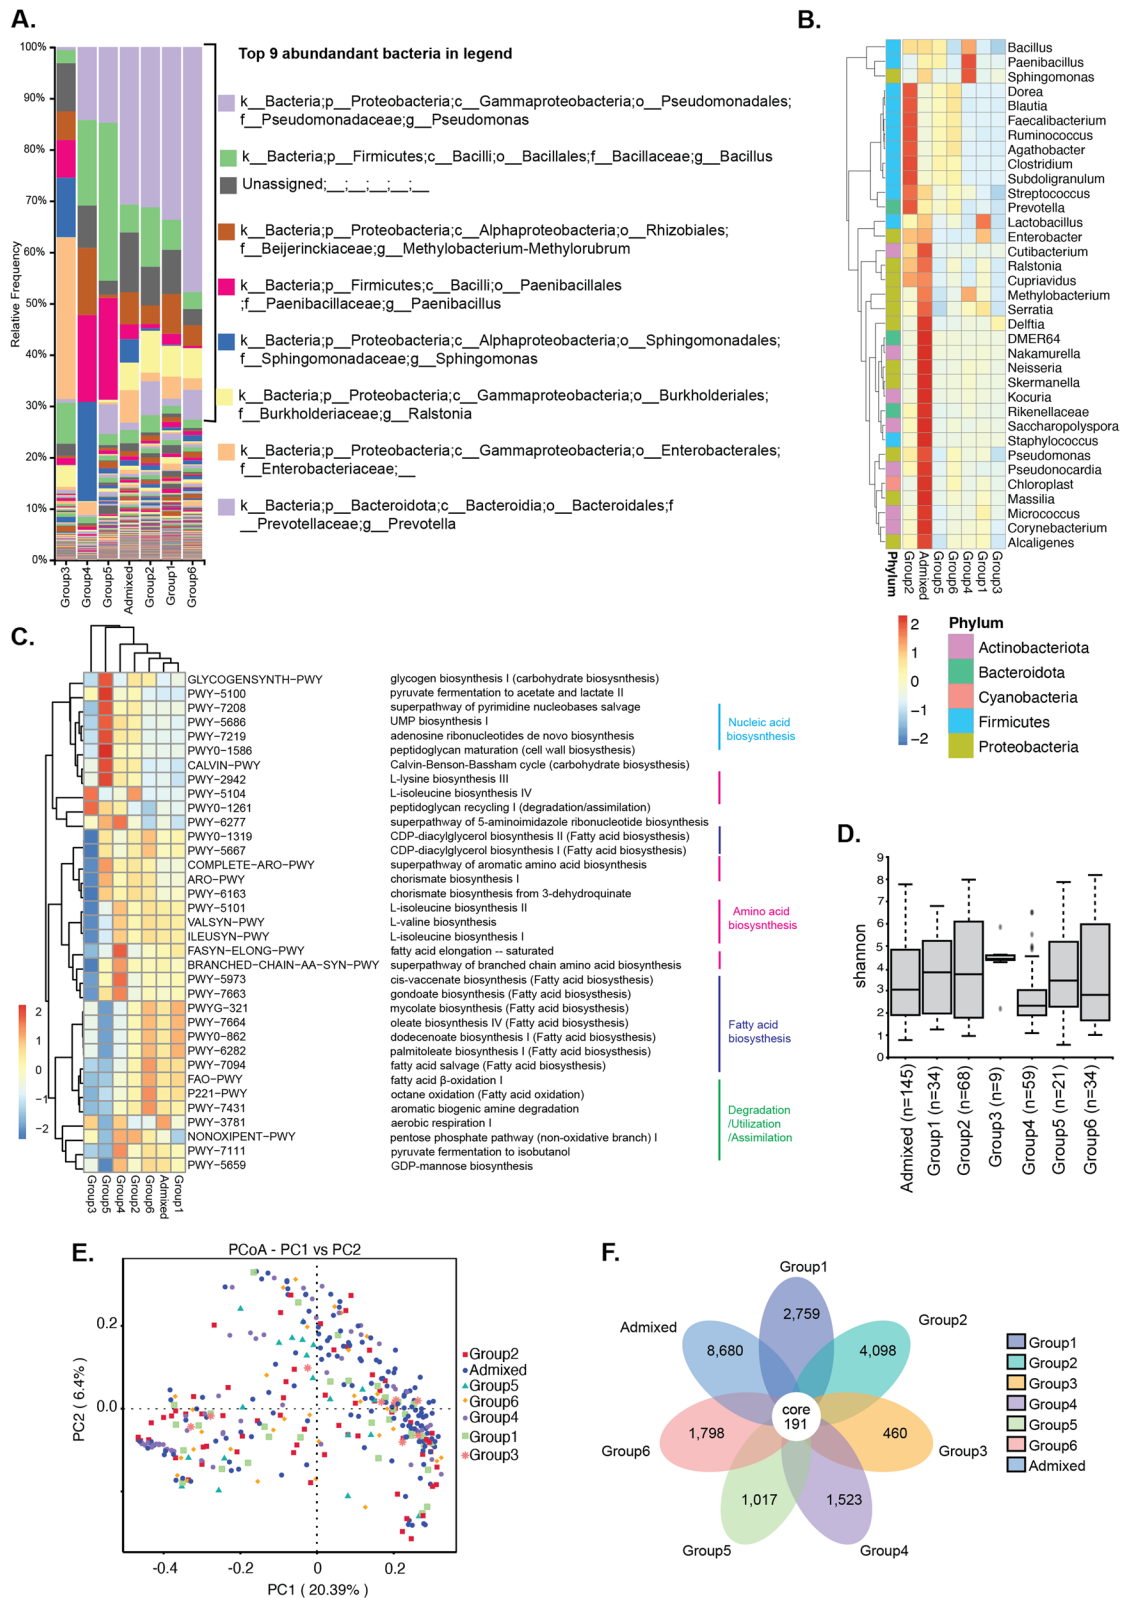 A.
100%
90%
80%
70%
60%
50%
40%
30%
20%
10%
0%
Relative Frequency
Group3
Group4
Group5
Admixed
Group2
Group1
Group6
Top 9 abundandant bacteria in legend
k__Bacteria;p__Proteobacteria;c__Gammaproteobacteria;o__Pseudomonadales;
f__Pseudomonadaceae;g__Pseudomonas
k__Bacteria;p__Firmicutes;c__Bacilli;o__Bacillales;f__Bacillaceae;g__Bacillus
Unassigned;__;__;__;__;__
k__Bacteria;p__Proteobacteria;c__Alphaproteobacteria;o__Rhizobiales;
f__Beijerinckiaceae;g__Methylobacterium-Methylorubrum
k__Bacteria;p__Firmicutes;c__Bacilli;o__Paenibacillales
;f__Paenibacillaceae;g__Paenibacillus
k__Bacteria;p__Proteobacteria;c__Alphaproteobacteria;o__Sphingomonadales;
f__Sphingomonadaceae;g__Sphingomonas
k__Bacteria;p__Proteobacteria;c__Gammaproteobacteria;o__Burkholderiales;
f__Burkholderiaceae;g__Ralstonia
k__Bacteria;p__Proteobacteria;c__Gammaproteobacteria;o__Enterobacterales;
f__Enterobacteriaceae;__
k__Bacteria;p__Bacteroidota;c__Bacteroidia;o__Bacteroidales;f
__Prevotellaceae;g__Prevotella
B.
Bacillus
Paenibacillus
Sphingomonas
Dorea
Blautia
Faecalibacterium
Ruminococcus
Agathobacter
Clostridium
Subdoligranulum
Streptococcus
Prevotella
Lactobacillus
Enterobacter
Cutibacterium
Ralstonia
Cupriavidus
Methylobacterium
Serratia
Delftia
DMER64
Nakamurella
Neisseria
Skermanella
Kocuria
Rikenellaceae
Saccharopolyspora
Staphylococcus
Pseudomonas
Pseudonocardia
Chloroplast
Massilia
Micrococcus
Corynebacterium
Alcaligenes
Phylum
Group2
Admixed
Group5
Group6
Group4
Group1
Group3
2
1
0
−1
−2
Phylum
Actinobacteriota
Bacteroidota
Cyanobacteria
Firmicutes
Proteobacteria
C.
GLYCOGENSYNTH−PWY glycogen biosynthesis I (carbohydrate biosysnthesis)
PWY−5100 pyruvate fermentation to acetate and lactate II
PWY−7208 superpathway of pyrimidine nucleobases salvage
PWY−5686 UMP biosynthesis I
PWY−7219 adenosine ribonucleotides de novo biosynthesis
PWY0−1586 peptidoglycan maturation (cell wall biosysthesis)
CALVIN−PWY Calvin-Benson-Bassham cycle (carbohydrate biosynthesis)
PWY−2942 L-lysine biosynthesis III
PWY−5104 L-isoleucine biosynthesis IV
PWY0−1261 peptidoglycan recycling I (degradation/assimilation)
PWY−6277 superpathway of 5-aminoimidazole ribonucleotide biosynthesis
PWY0−1319 CDP-diacylglycerol biosynthesis II (Fatty acid biosysthesis)
PWY−5667 CDP-diacylglycerol biosynthesis I (Fatty acid biosysthesis)
COMPLETE−ARO−PWY superpathway of aromatic amino acid biosynthesis
ARO−PWY chorismate biosynthesis I
PWY−6163 chorismate biosynthesis from 3-dehydroquinate
PWY−5101 L-isoleucine biosynthesis II
VALSYN−PWY L-valine biosynthesis
ILEUSYN−PWY L-isoleucine biosynthesis I
FASYN−ELONG−PWY fatty acid elongation -- saturated
BRANCHED−CHAIN−AA−SYN−PWY superpathway of branched chain amino acid biosynthesis
PWY−5973 cis-vaccenate biosynthesis (Fatty acid biosysthesis)
PWY−7663 gondoate biosynthesis (Fatty acid biosysthesis)
PWYG−321 mycolate biosynthesis (Fatty acid biosysthesis)
PWY−7664 oleate biosynthesis IV (Fatty acid biosysthesis)
PWY0−862 dodecenoate biosynthesis I (Fatty acid biosysthesis)
PWY−6282 palmitoleate biosynthesis I (Fatty acid biosysthesis)
PWY−7094 fatty acid salvage (Fatty acid biosysthesis)
FAO−PWY fatty acid β-oxidation I
P221−PWY octane oxidation (Fatty acid oxidation)
PWY−7431 aromatic biogenic amine degradation
PWY−3781 aerobic respiration I
NONOXIPENT−PWY pentose phosphate pathway (non-oxidative branch) I
PWY−7111 pyruvate fermentation to isobutanol
PWY−5659 GDP-mannose biosynthesis
Group3
Group5
Group4
Group2
Group6
Admixed
Group1
2
1
0
−1
−2
Nucleic acid
biosysnthesis
Amino acid
biosysnthesis
Fatty acid
biosysthesis
Degradation
/Utilization
/Assimilation
D.
shannon
9
8
7
6
5
4
3
2
1
0
Admixed (n=145)
Group1 (n=34)
Group2 (n=68)
Group3 (n=9)
Group4 (n=59)
Group5 (n=21)
Group6 (n=34)
E.
PCoA - PC1 vs PC2
PC2 ( 6.4% )
0.2
0.0
-0.4
-0.2
0
0.2
PC1 ( 20.39% )
Group2
Admixed
Group5
Group6
Group4
Group1
Group3
F.
Group1
2,759
Group2
4,098
Group3
460
Group4
1,523
Group5
1,017
Group6
1,798
Admixed
8,680
core
191
Group1
Group2
Group3
Group4
Group5
Group6
Admixed